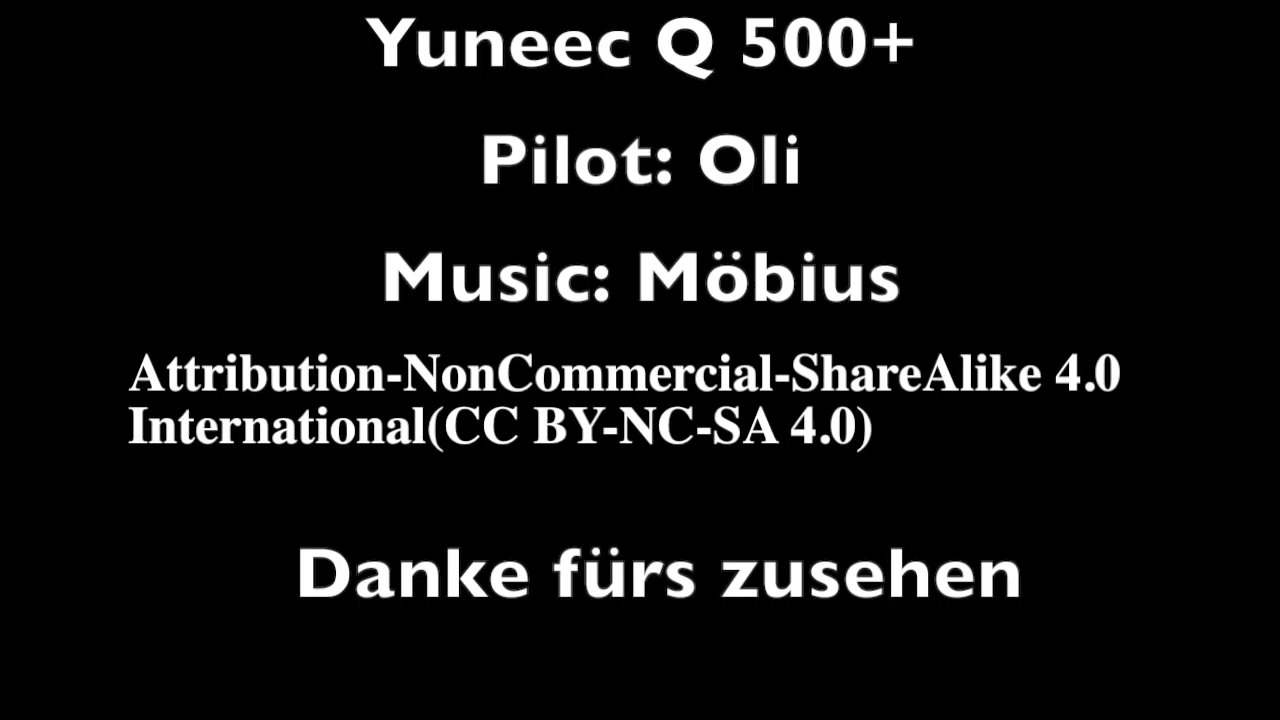 Yuneec Q 500+
Pilot: Oli
Music: Möbius
Attribution-NonCommercial-ShareAlike 4.0
International(CC BY-NC-SA 4.0)
Danke fürs zusehen